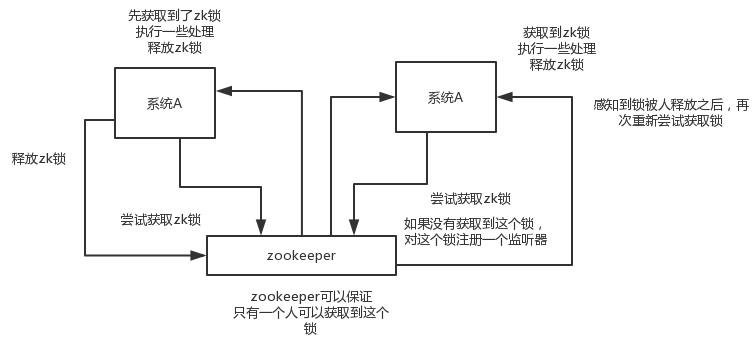 先获取到了zk锁
执行一些处理
释放zk锁
获取到zk锁
执行一些处理
释放zk锁
系统A
系统A
感知到锁被人释放之后，再
次重新尝试获取锁
释放zk锁
尝试获取zk锁
尝试获取zk锁
如果没有获取到这个锁，
对这个锁注册一个监听器
zookeeper
zookeeper可以保证
只有一个人可以获取到这个
锁